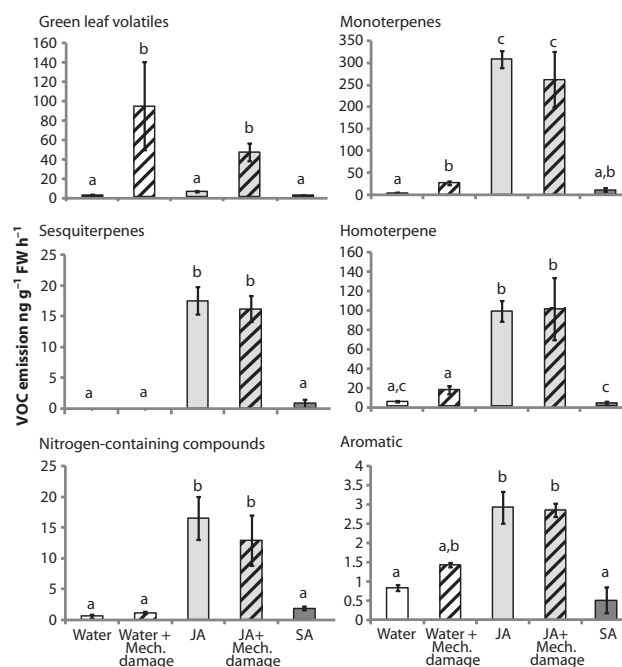 Green leaf volatiles
160
140
120
100
80
60
40
20
0
a
b
a
b
a
Monoterpenes
350
300
250
200
150
100
50
0
a
b
c
c
a,b
Sesquiterpenes
25
20
15
10
5
0
a
a
b
b
a
Homoterpene
160
140
120
100
80
60
40
20
0
a,c
a
b
b
c
VOC emission ng g⁻¹ FW h⁻¹
Nitrogen-containing compounds
25
20
15
10
5
0
a
a
b
b
a
Water
Water +
Mech.
damage
JA
JA+
Mech.
damage
SA
Aromatic
4
3.5
3
2.5
2
1.5
1
0.5
0
a
a,b
b
b
a
Water
Water +
Mech.
damage
JA
JA+
Mech.
damage
SA